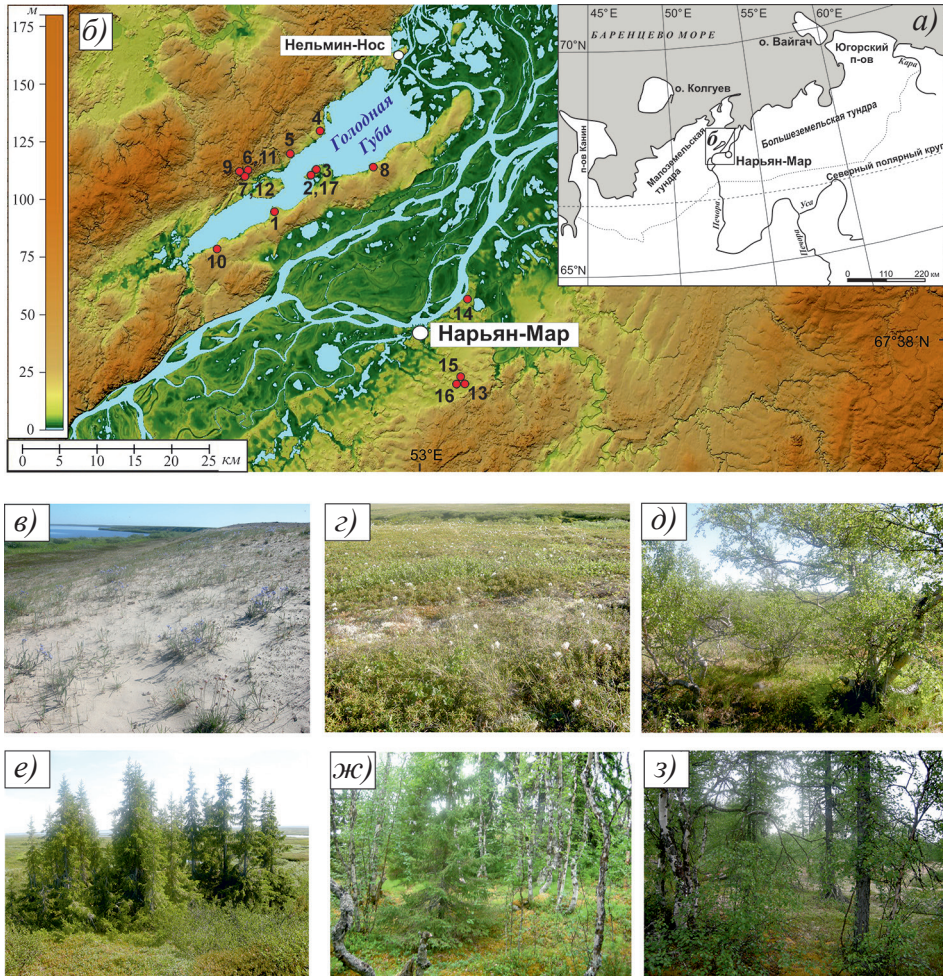 м
175
150
125
100
75
50
25
0
0 5 10 15 20 25 км
б)
Нельмин-Нос
Голодная
Губа
4
5
9
6, 11
7, 12
3
2,17
8
1
10
14
Нарьян-Мар
15
16
13
53°E
67°38´N
а)
45°E
50°E
55°E
60°E
70°N
65°N
БАРЕНЦЕВО МОРЕ
о. Вайгач
Югорский
п-ов
Кара
о. Колгуев
п-ов Канин
Малоземельская
тундра
Большеземельская тундра
б
Нарьян-Мар
Северный полярный круг
Печора
Уса
Печора
0 110 220 км
в)
г)
д)
е)
ж)
з)